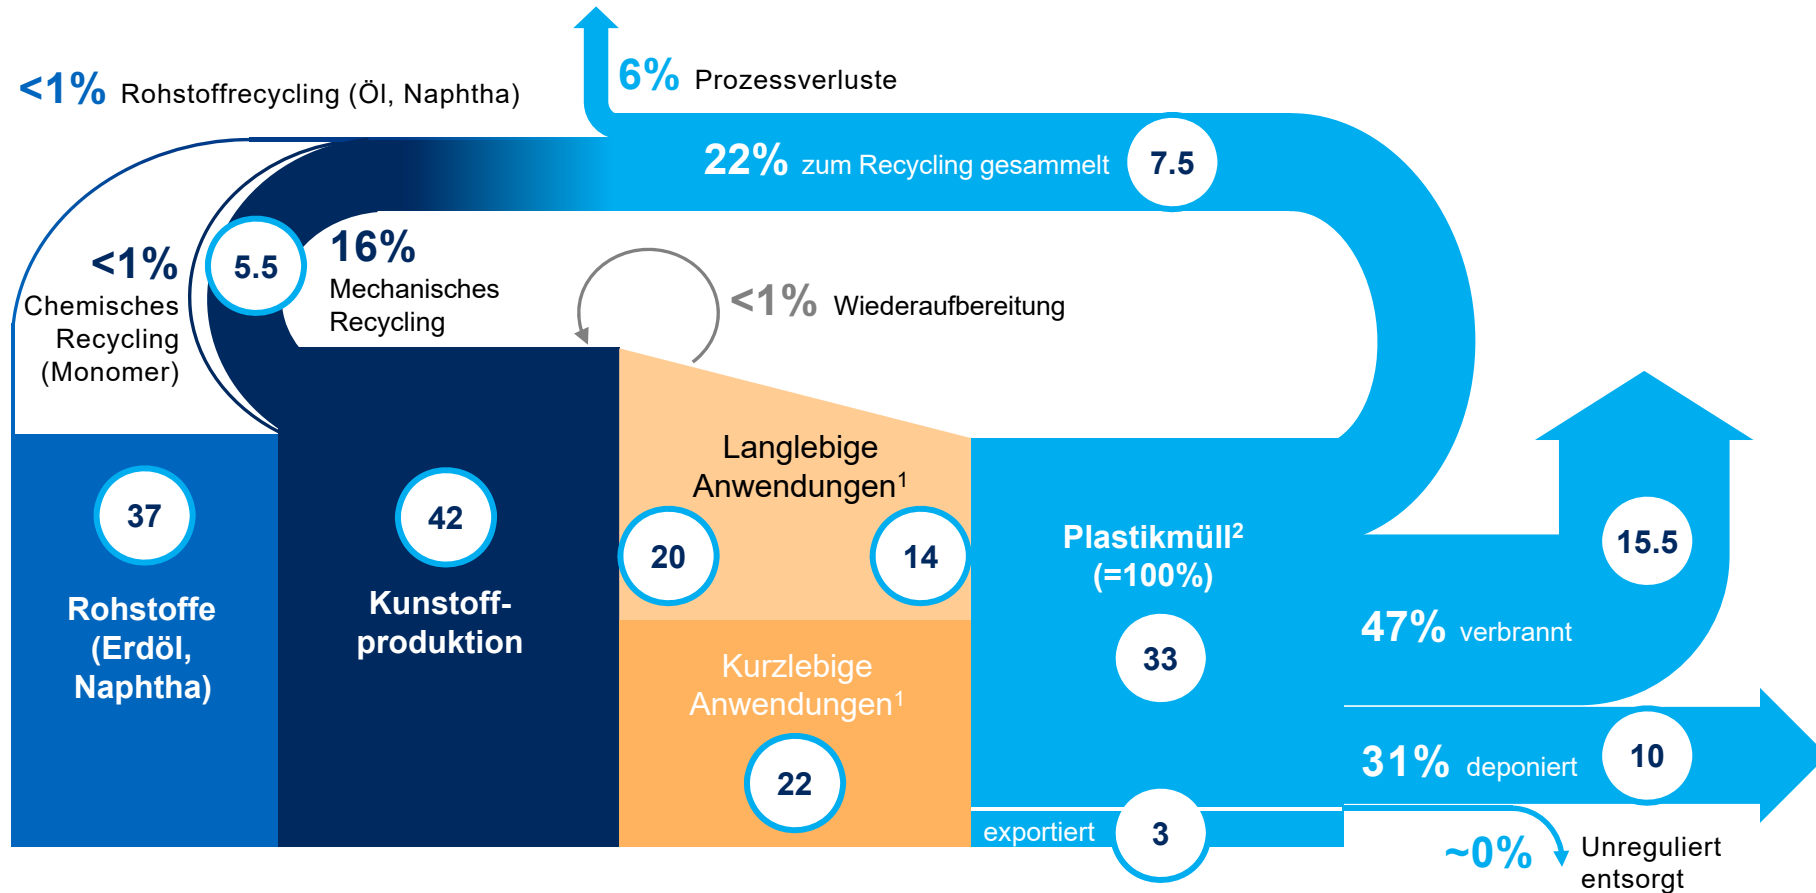 6% Prozessverluste
<1% Rohstoffrecycling (Öl, Naphtha)
22% zum Recycling gesammelt
7.5
<1%
Chemisches
Recycling
(Monomer)
5.5
16%
Mechanisches
Recycling
<1% Wiederaufbereitung
37
Rohstoffe
(Erdöl,
Naphtha)
42
Kunstoff-
produktion
Langlebige
Anwendungen¹
20
14
Kurzlebige
Anwendungen¹
22
Plastikmüll²
(=100%)
33
exportiert
3
15.5
47% verbrannt
31% deponiert
10
~0%
Unreguliert
entsorgt